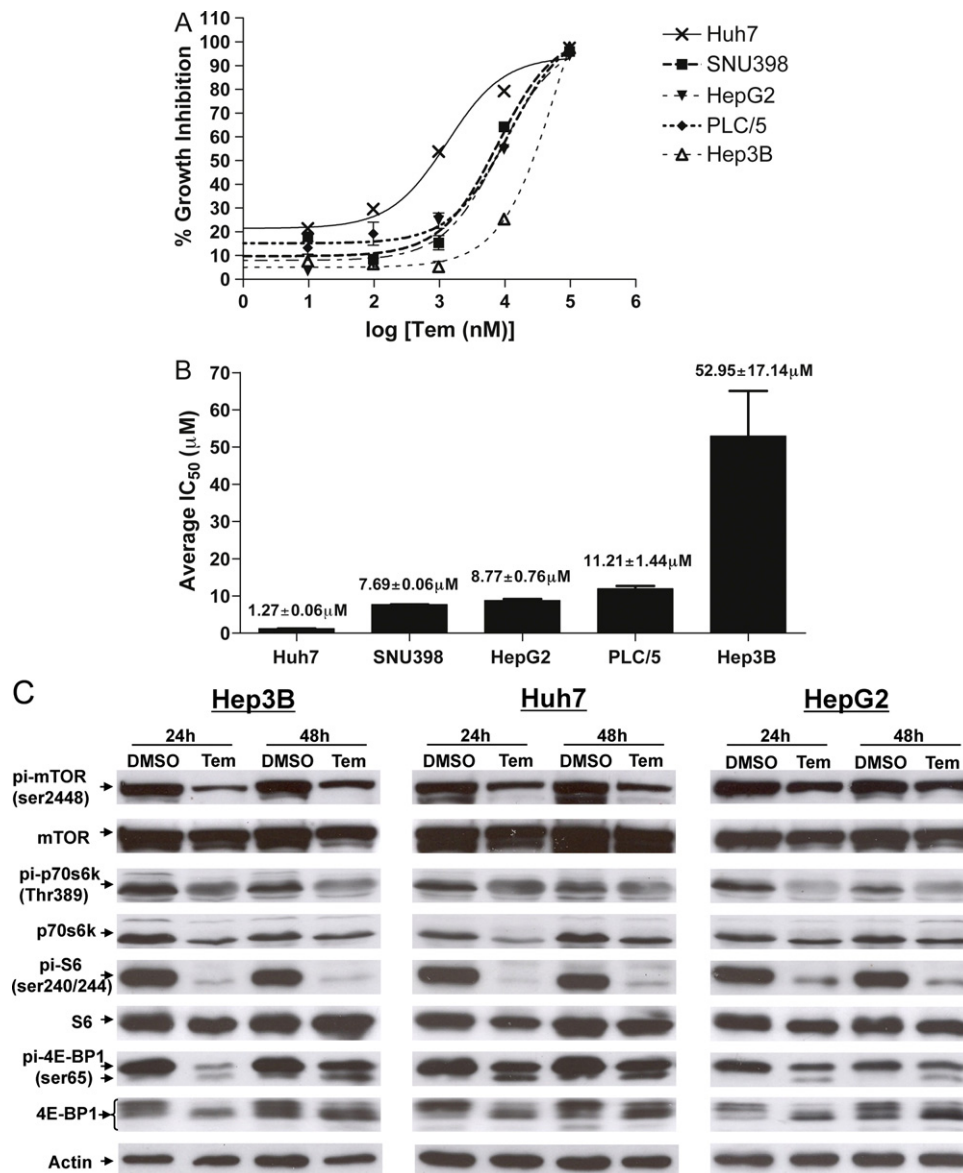 A
110
100
90
80
70
60
50
40
30
20
10
0
% Growth Inhibition
0 1 2 3 4 5 6
log [Tem (nM)]
Huh7
SNU398
HepG2
PLC/5
Hep3B
B
70
60
50
40
30
20
10
0
Average IC50 (μM)
1.27±0.06μM
7.69±0.06μM
8.77±0.76μM
11.21±1.44μM
52.95±17.14μM
Huh7 SNU398 HepG2 PLC/5 Hep3B
C
Hep3B Huh7 HepG2
24h 48h 24h 48h 24h 48h
DMSO Tem DMSO Tem DMSO Tem DMSO Tem DMSO Tem DMSO Tem
pi-mTOR
(ser2448)
mTOR
pi-p70s6k
(Thr389)
p70s6k
pi-S6
(ser240/244)
S6
pi-4E-BP1
(ser65)
4E-BP1
Actin